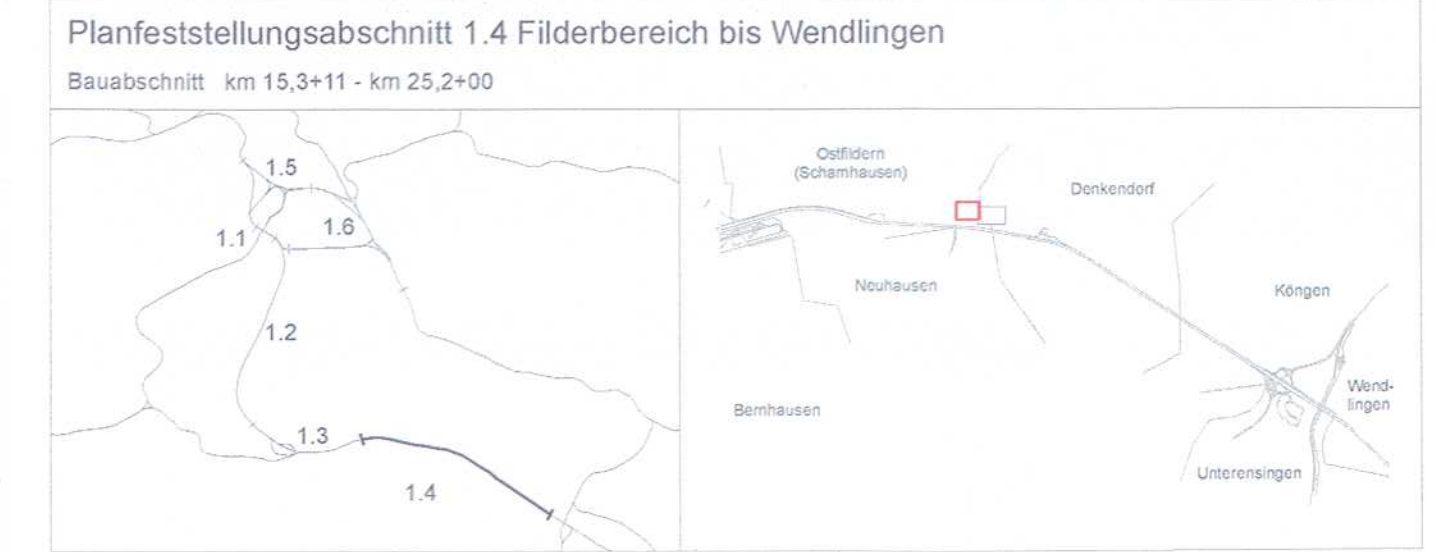 Planfeststellungsabschnitt 1.4 Filderbereich bis Wendlingen
Bauabschnitt km 15,3+11 - km 25,2+00
1.5
1.6
1.1
1.2
1.3
1.4
Ostfildern
(Scharnhausen)
Denkendorf
Neuhausen
Köngen
Bernhausen
Wend-
lingen
Unterensingen